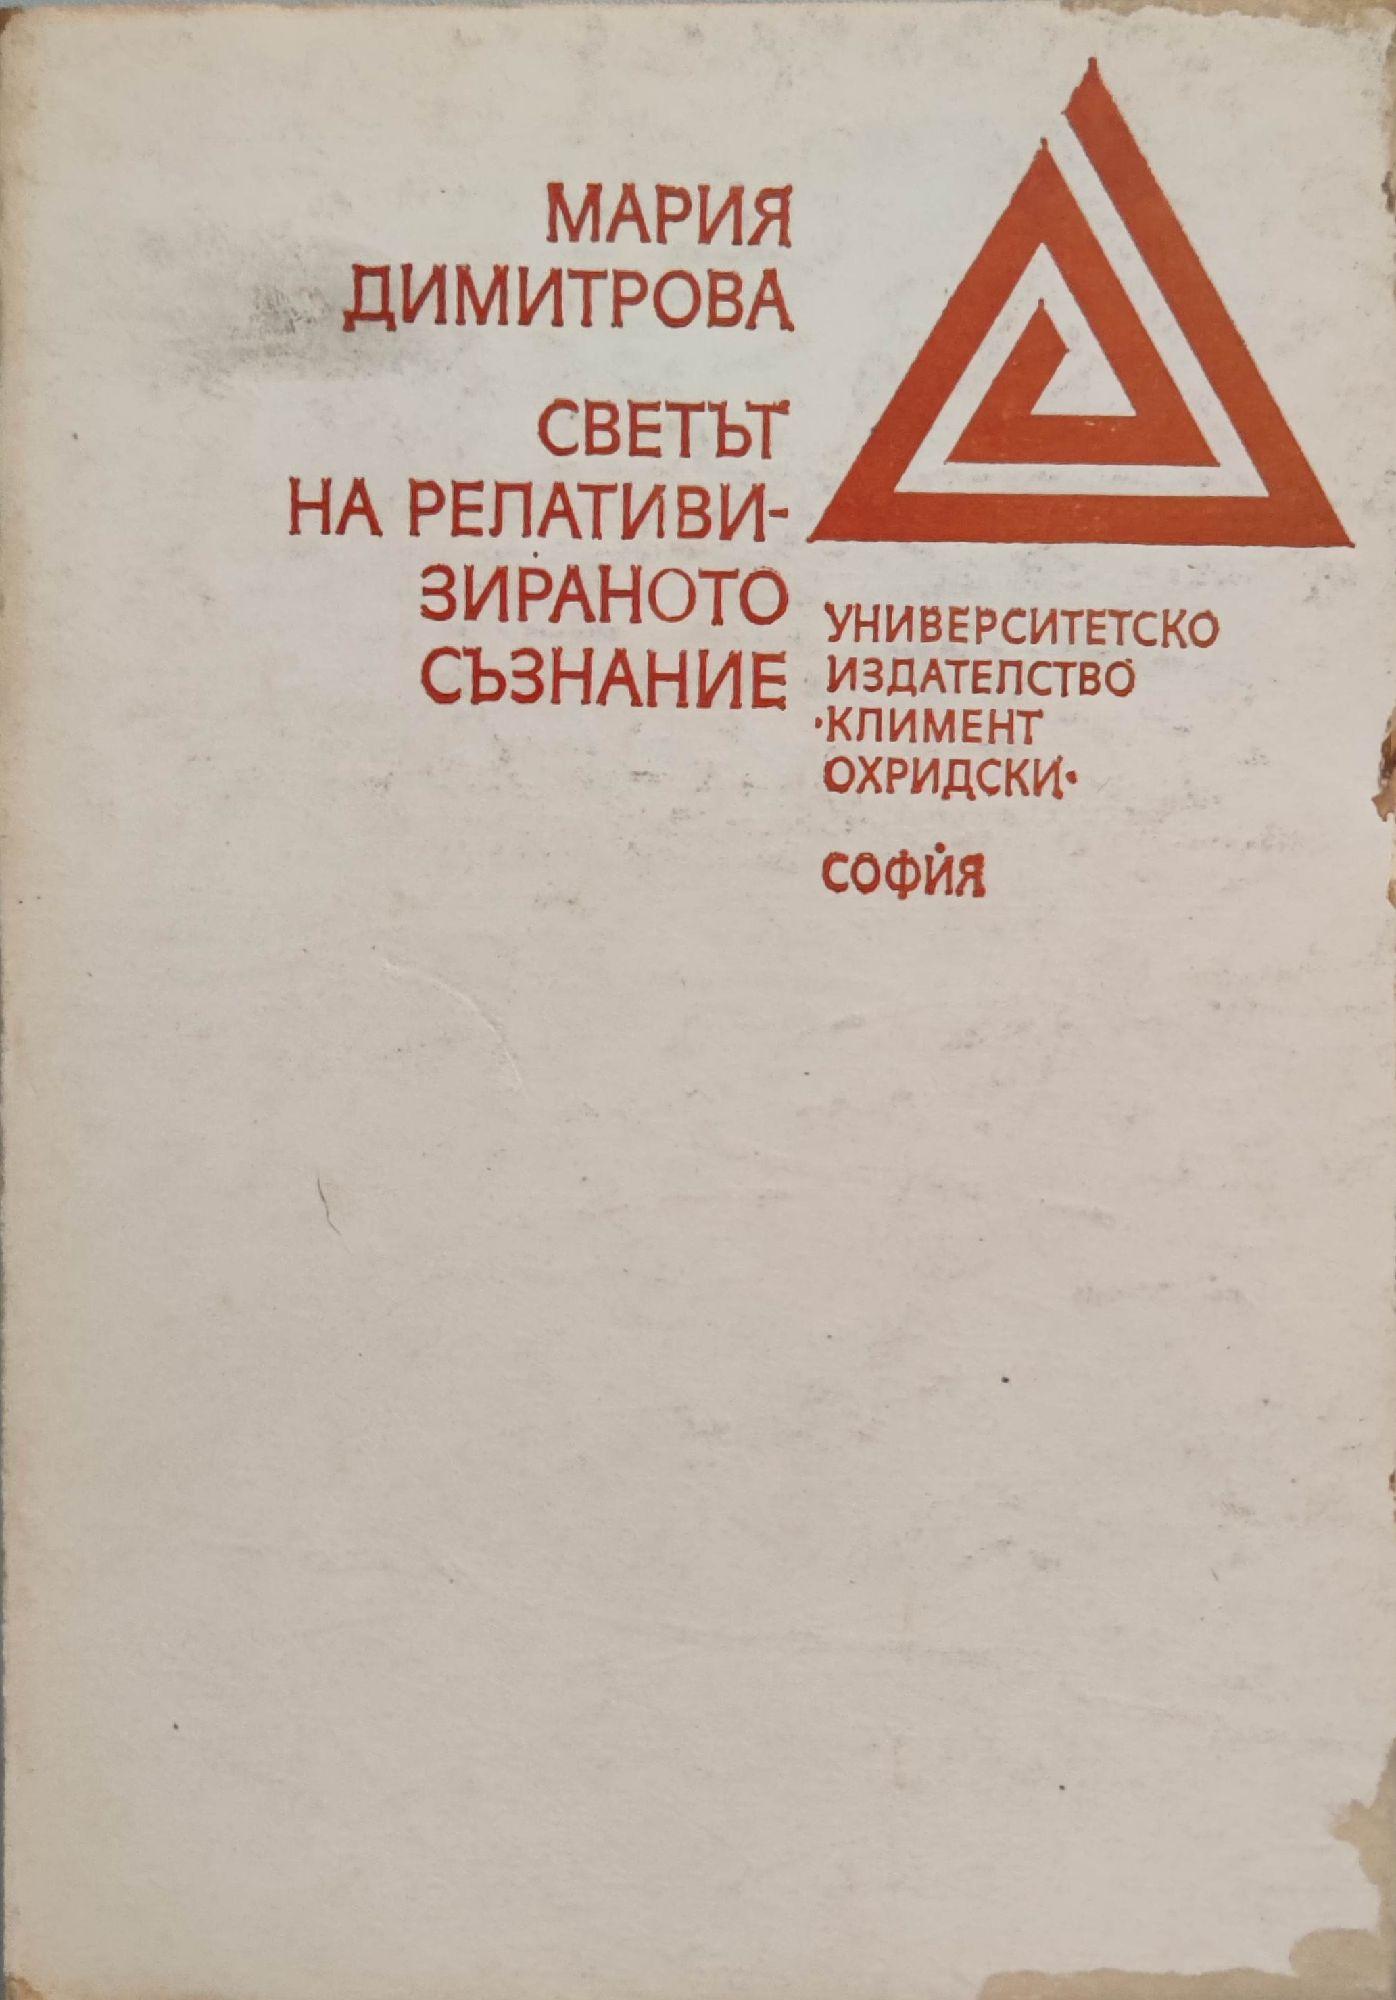 МАРИЯ
ДИМИТРОВА
СВЕТЪТ
НА РЕЛАТИВИ-
ЗИРАНОТО
СЪЗНАНИЕ
УНИВЕРСИТЕТСКО
ИЗДАТЕЛСТВО
·КЛИМЕНТ
ОХРИДСКИ·
СОФИЯ